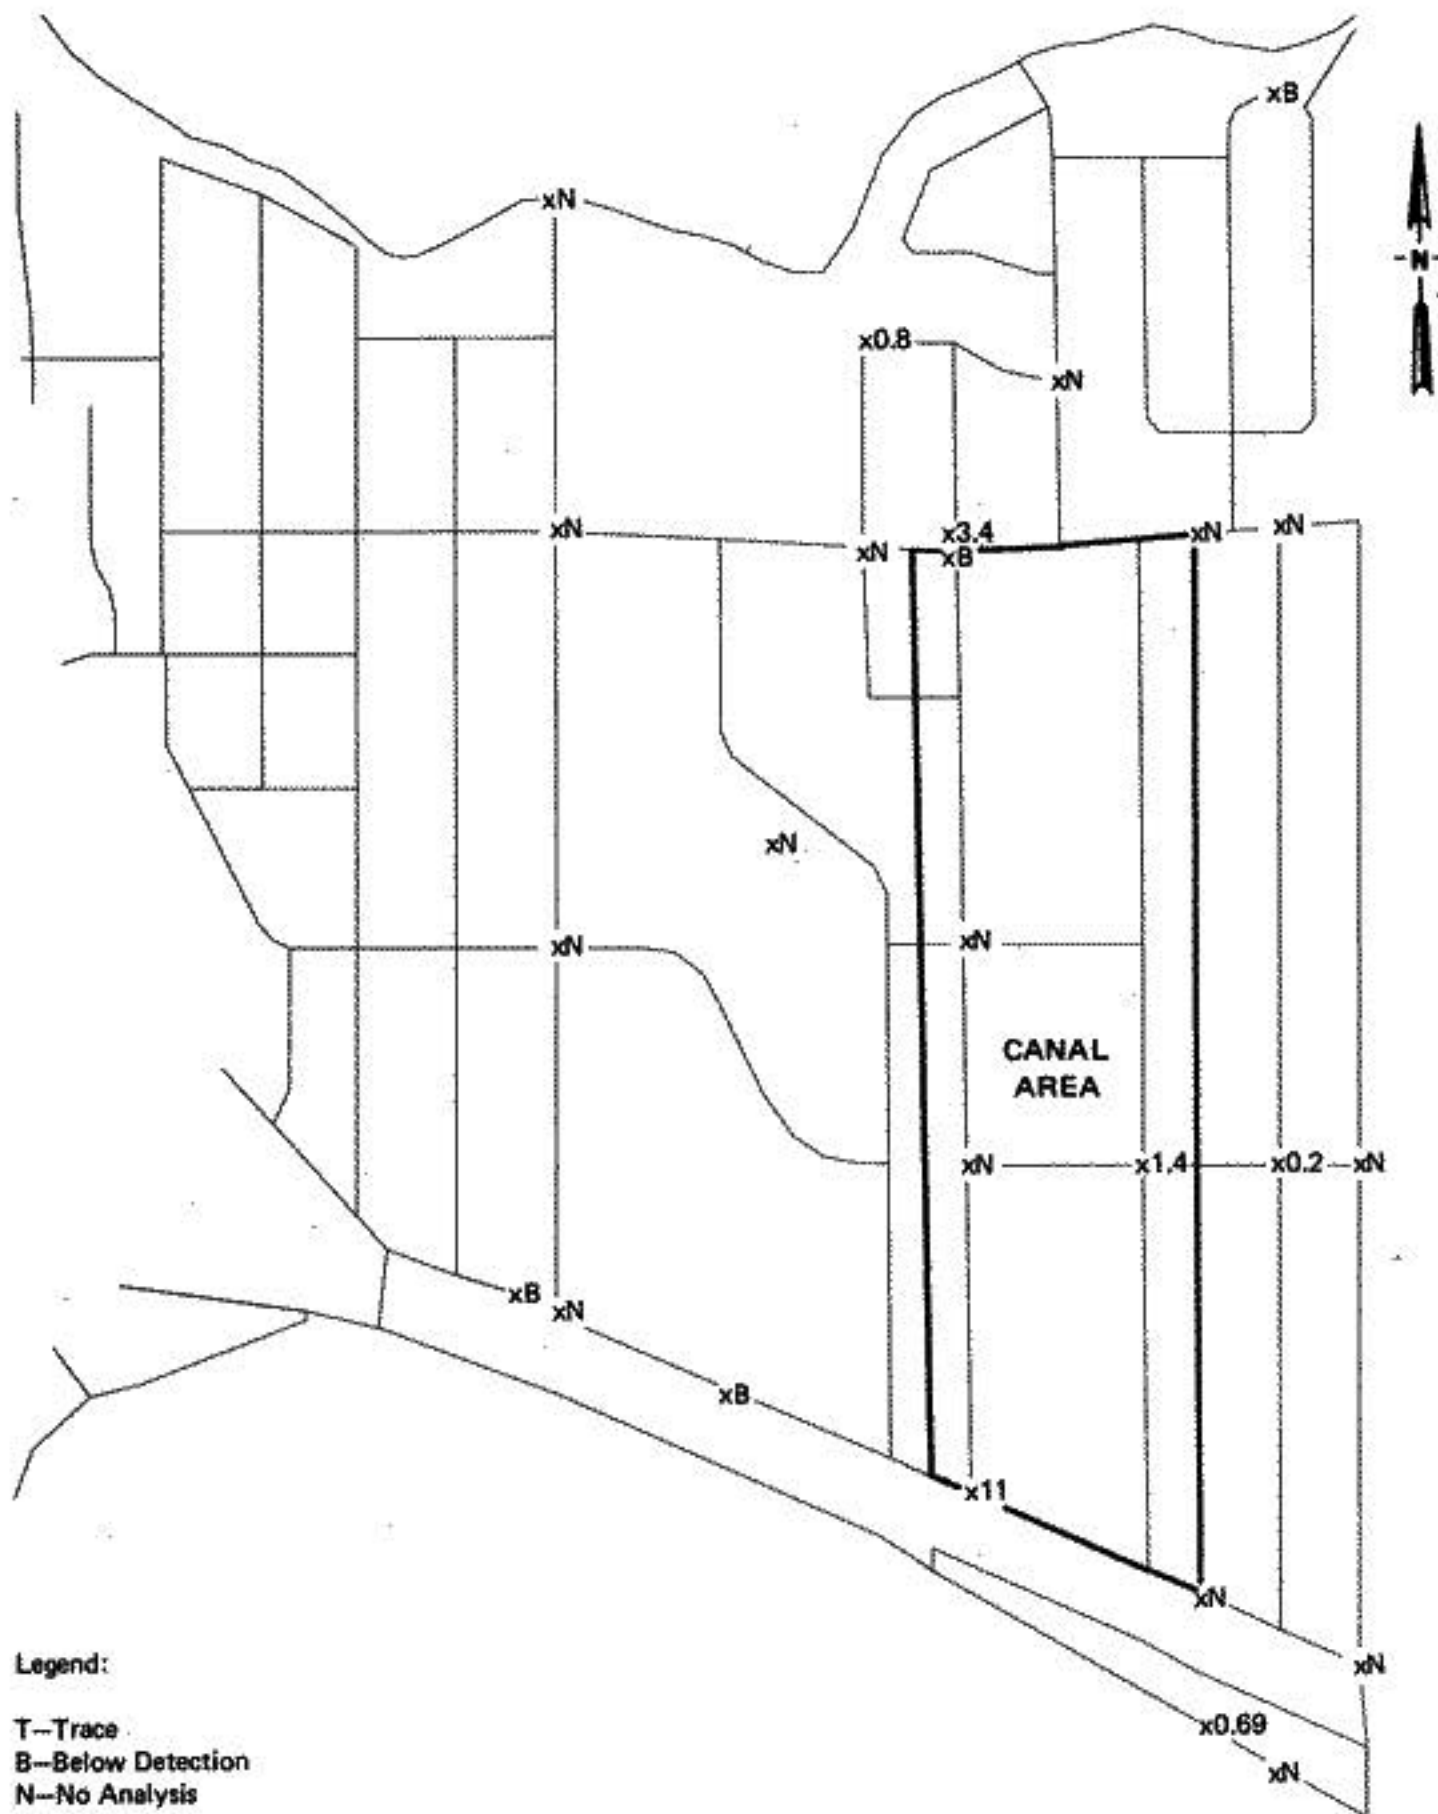 xB
xN
-N-
x0.8
xN
xN
x3.4
xN
xN
xN
xB
xN
xN
xN
CANAL
AREA
xN
x1.4
x0.2
xN
xB
xN
xB
x11
xN
Legend:
xN
T--Trace
x0.69
B--Below Detection
xN
N--No Analysis